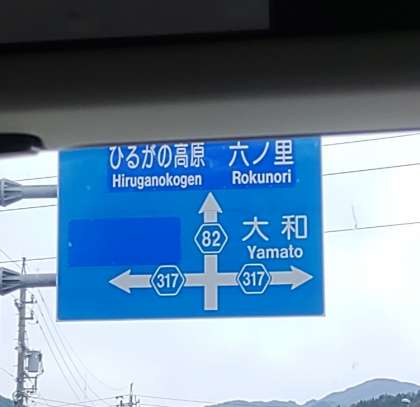 ひるがの高原 六ノ里
Hiruganokogen Rokunori
82
大和
Yamato
317 317